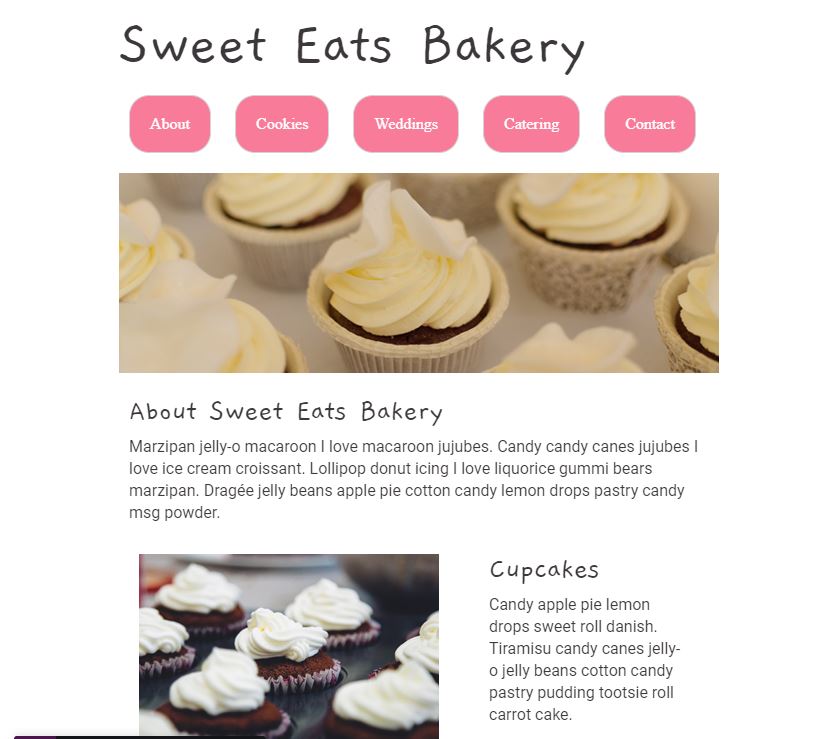 Sweet Eats Bakery
About Cookies Weddings Catering Contact
About Sweet Eats Bakery
Marzipan jelly-o macaroon I love macaroon jujubes. Candy candy canes jujubes I
love ice cream croissant. Lollipop donut icing I love liquorice gummi bears
marzipan. Dragée jelly beans apple pie cotton candy lemon drops pastry candy
msg powder.
Cupcakes
Candy apple pie lemon
drops sweet roll danish.
Tiramisu candy canes jelly-
o jelly beans cotton candy
pastry pudding tootsie roll
carrot cake.